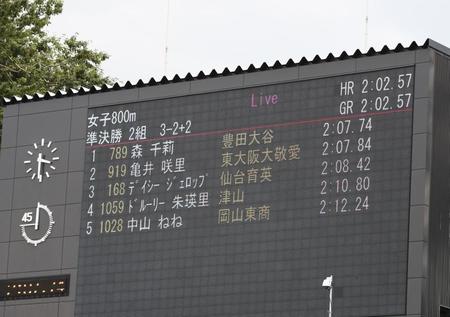 Live
HR 2:02.57
女子800m
GR 2:02.57
準決勝 2組 3-2+2
1 789 森 千莉 豊田大谷 2:07.74
2 919 亀井 咲里 東大阪大敬愛 2:07.84
3 168 デイシー ジェロップ 仙台育英 2:08.42
4 1059 ドルーリー 朱瑛里 津山 2:10.80
5 1028 中山 ねね 岡山東商 2:12.24
45